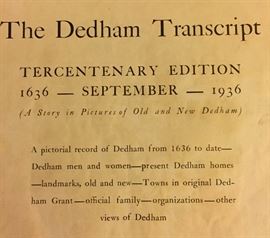 The Dedham Transcript
TERCENTENARY EDITION
1636 — SEPTEMBER — 1936
(A Story in Pictures of Old and New Dedham)
A pictorial record of Dedham from 1636 to date—
Dedham men and women—present Dedham homes
—landmarks, old and new—Towns in original Ded-
ham Grant—official family—organizations—other
views of Dedham